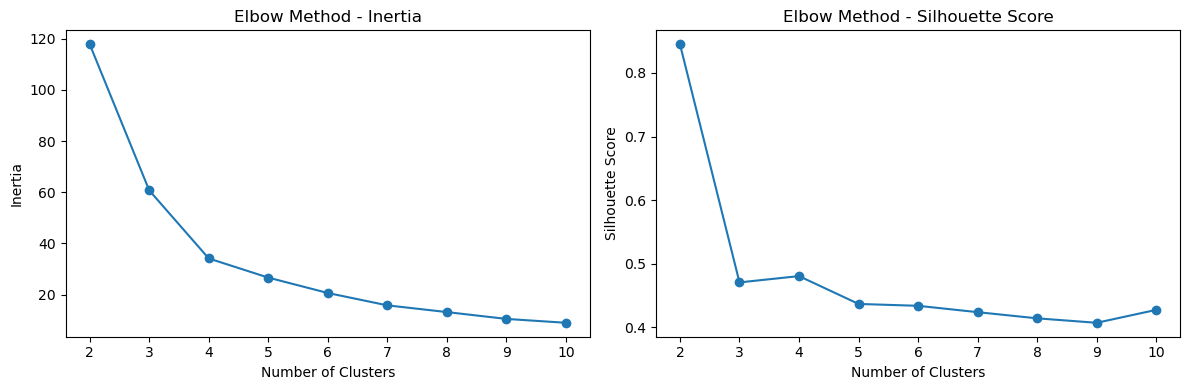 Elbow Method - Inertia
120
100
80
60
40
20
Inertia
2 3 4 5 6 7 8 9 10
Number of Clusters
Elbow Method - Silhouette Score
0.8
0.7
0.6
0.5
0.4
Silhouette Score
2 3 4 5 6 7 8 9 10
Number of Clusters